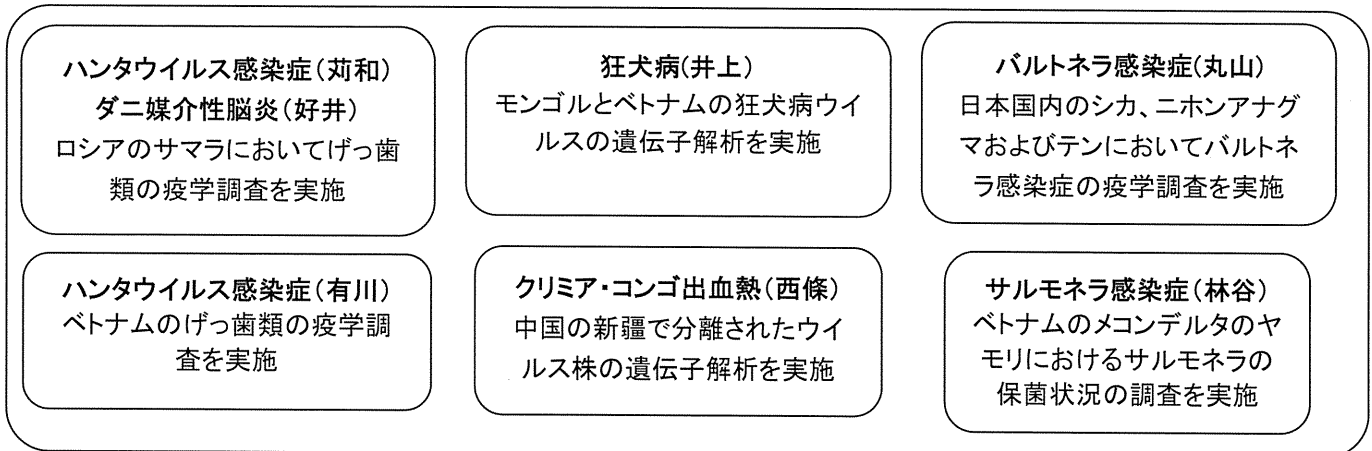 ハンタウイルス感染症(苅和)
ダニ媒介性脳炎(好井)
ロシアのサマラにおいてげっ歯
類の疫学調査を実施
狂犬病(井上)
モンゴルとベトナムの狂犬病ウイ
ルスの遺伝子解析を実施
バルトネラ感染症(丸山)
日本国内のシカ、ニホンアナグ
マおよびテンにおいてバルトネ
ラ感染症の疫学調査を実施
ハンタウイルス感染症(有川)
ベトナムのげっ歯類の疫学調
査を実施
クリミア・コンゴ出血熱(西條)
中国の新疆で分離されたウイ
ルス株の遺伝子解析を実施
サルモネラ感染症(林谷)
ベトナムのメコンデルタのヤ
モリにおけるサルモネラの
保菌状況の調査を実施